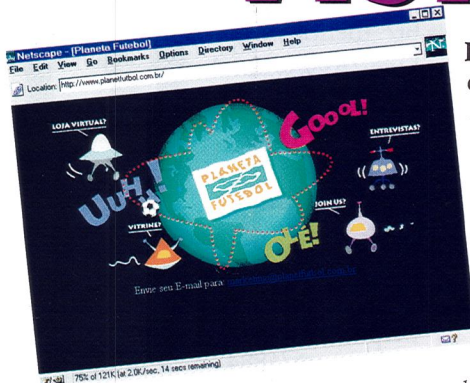 Netscape - [Planeta Futebol]
File Edit View Go Bookmarks Options Directory Window Help
Location: http://www.planetfutbol.com.br/
LOJA VIRTUAL?
GOOOL!
ENTREVISTAS?
UUHH!
PLANETA
FUTEBOL
VITRINE?
JOIN US?
OLÉ!
Envie seu E-mail para:
75% of 121K (at 2.0K/sec, 14 secs remaining)